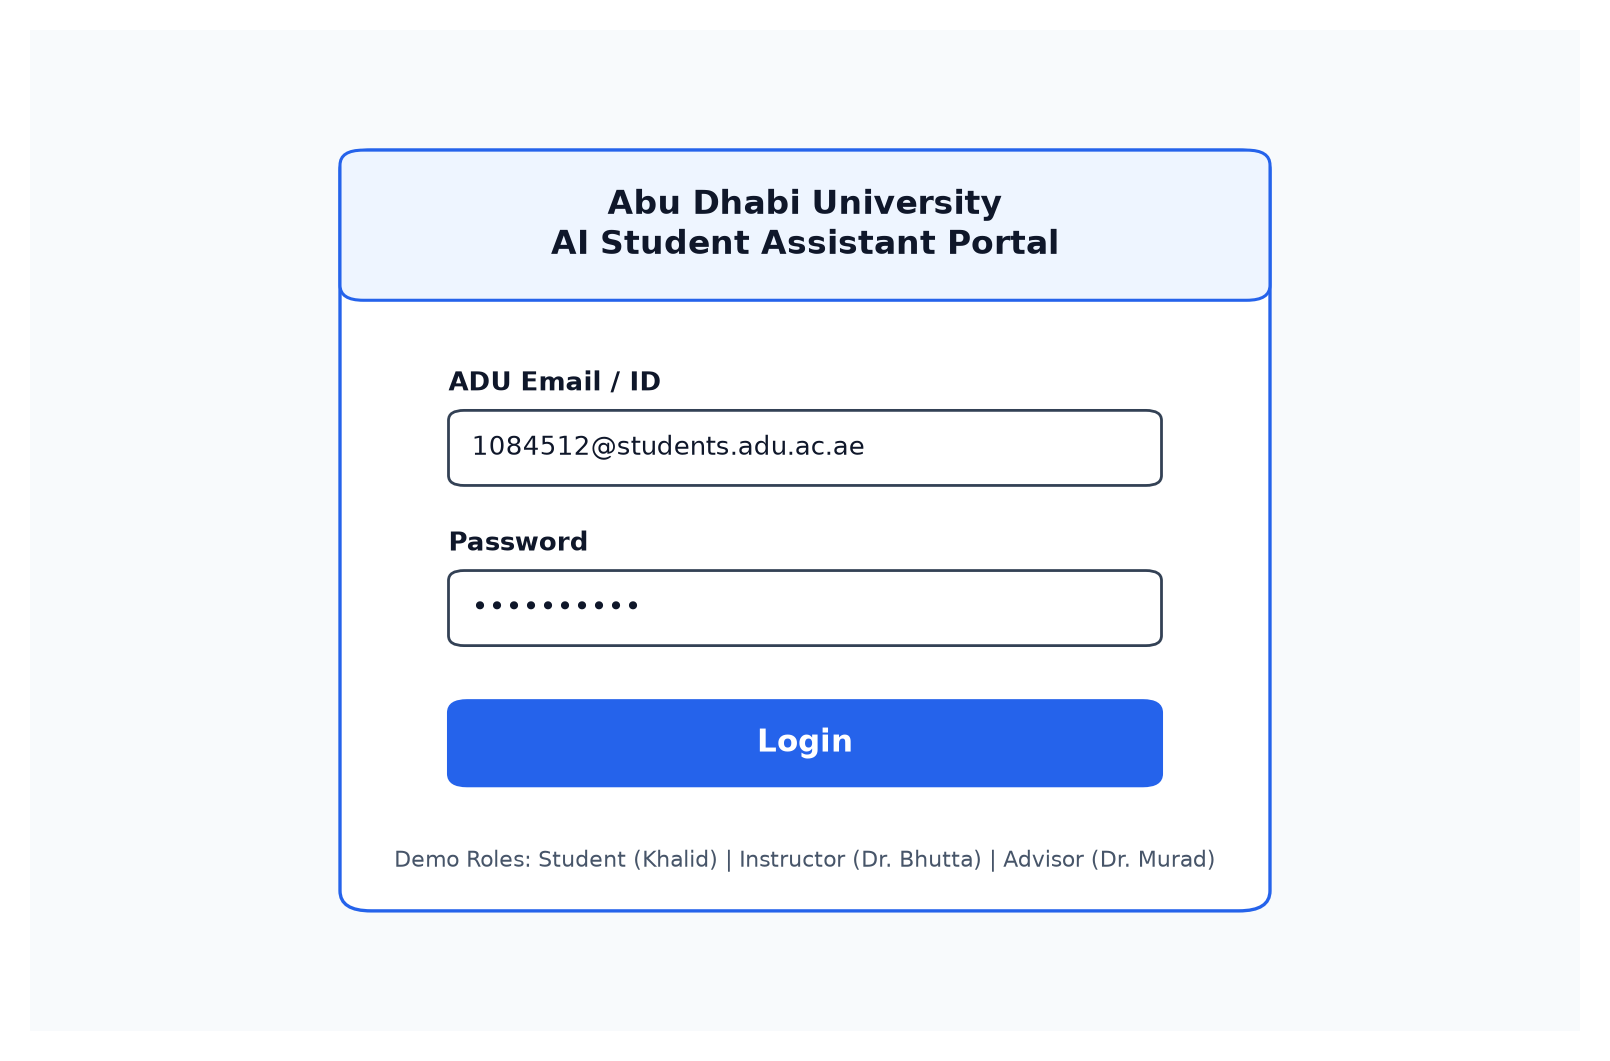 Abu Dhabi University
AI Student Assistant Portal
ADU Email / ID
1084512@students.adu.ac.ae
Password
••••••••••
Login
Demo Roles: Student (Khalid) | Instructor (Dr. Bhutta) | Advisor (Dr. Murad)